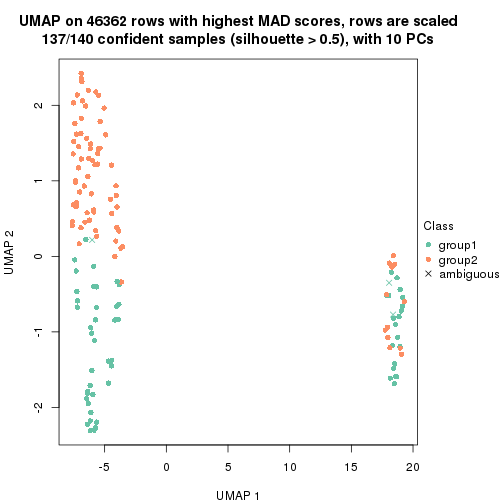 UMAP on 46362 rows with highest MAD scores, rows are scaled
137/140 confident samples (silhouette > 0.5), with 10 PCs
2
1
0
-1
-2
UMAP 2
-5
0
5
10
15
20
UMAP 1
Class
group1
group2
ambiguous